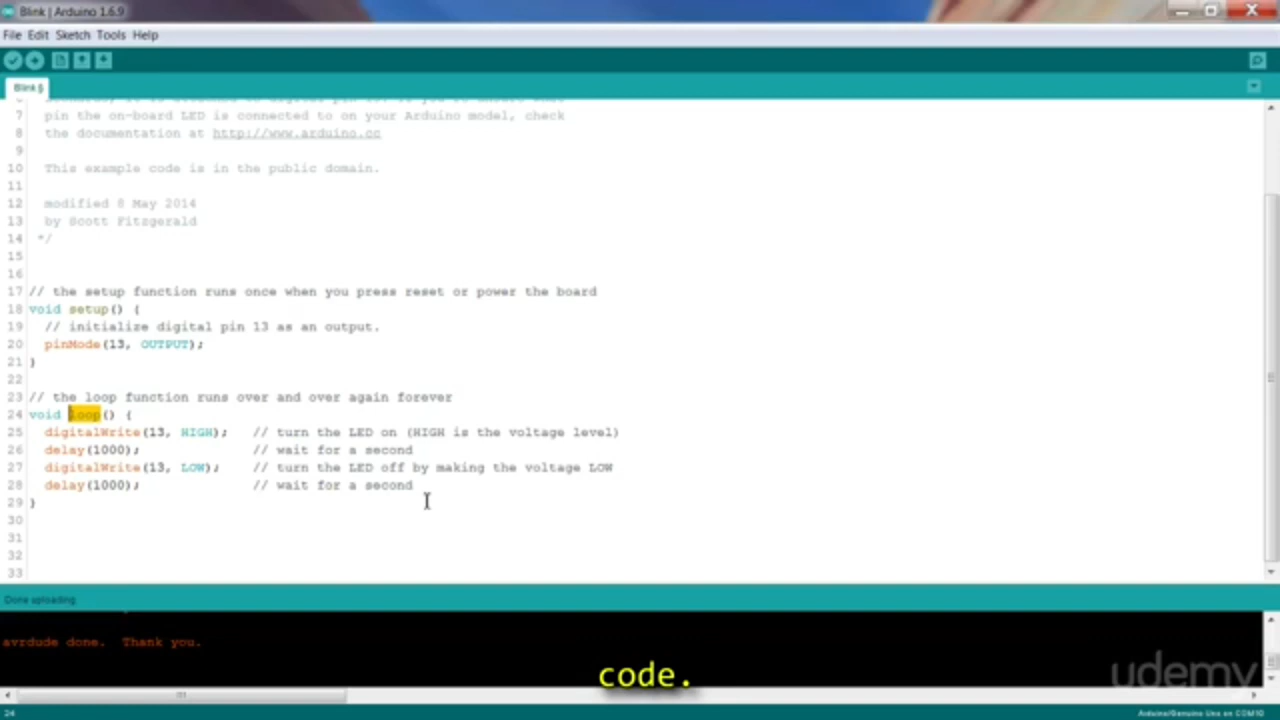 Blink | Arduino 1.6.9
File Edit Sketch Tools Help
Blink §
7 pin the on-board LED is connected to on your Arduino model, check
8 the documentation at http://www.arduino.cc
9
10 This example code is in the public domain.
11
12 modified 8 May 2014
13 by Scott Fitzgerald
14 */
15
16
17 // the setup function runs once when you press reset or power the board
18 void setup() {
19 // initialize digital pin 13 as an output.
20 pinMode(13, OUTPUT);
21 }
22
23 // the loop function runs over and over again forever
24 void loop() {
25 digitalWrite(13, HIGH); // turn the LED on (HIGH is the voltage level)
26 delay(1000); // wait for a second
27 digitalWrite(13, LOW); // turn the LED off by making the voltage LOW
28 delay(1000); // wait for a second
29 }
30
31
32
33
Done uploading.
avrdude done. Thank you.
code.
udemy
24 Arduino/Genuino Uno on COM10